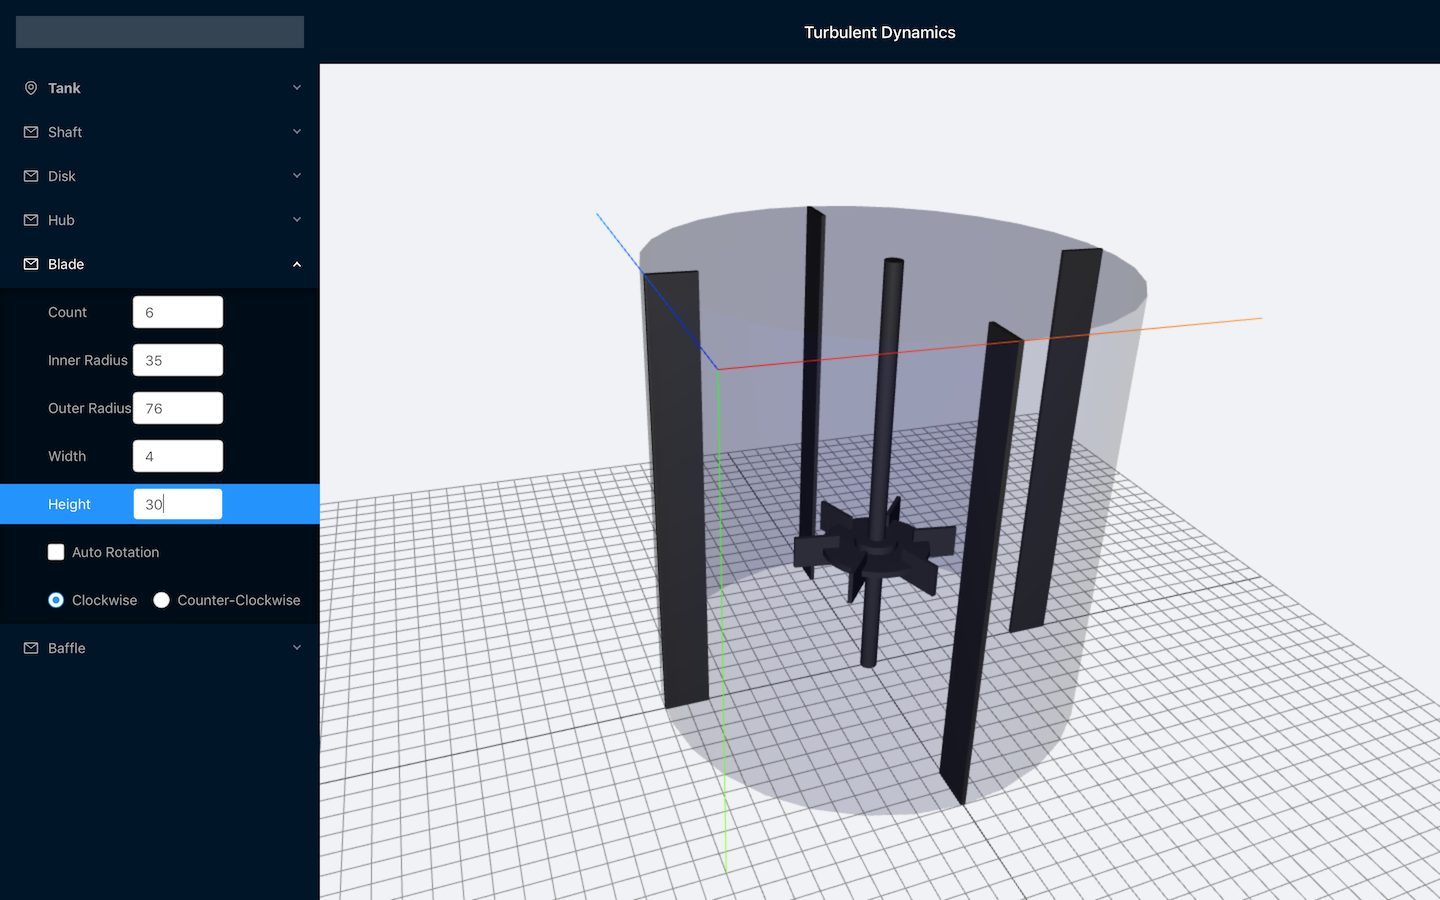 Turbulent Dynamics
Tank
Shaft
Disk
Hub
Blade
Count 6
Inner Radius 35
Outer Radius 76
Width 4
Height 30
Auto Rotation
Clockwise Counter-Clockwise
Baffle